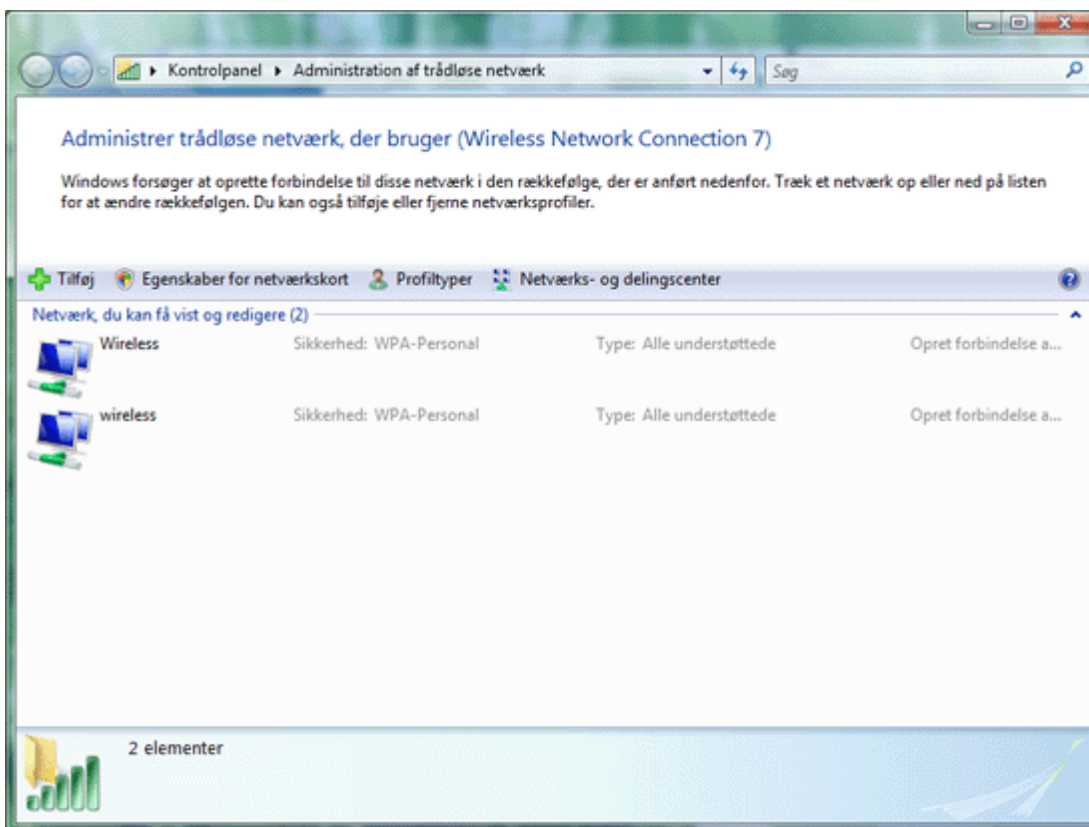 Kontrolpanel ▸ Administration af trådløse netværk
Søg
Administrer trådløse netværk, der bruger (Wireless Network Connection 7)
Windows forsøger at oprette forbindelse til disse netværk i den rækkefølge, der er anført nedenfor. Træk et netværk op eller ned på listen
for at ændre rækkefølgen. Du kan også tilføje eller fjerne netværksprofiler.
Tilføj Egenskaber for netværkskort Profiltyper Netværks- og delingscenter
Netværk, du kan få vist og redigere (2)
Wireless Sikkerhed: WPA-Personal Type: Alle understøttede Opret forbindelse a...
wireless Sikkerhed: WPA-Personal Type: Alle understøttede Opret forbindelse a...
2 elementer